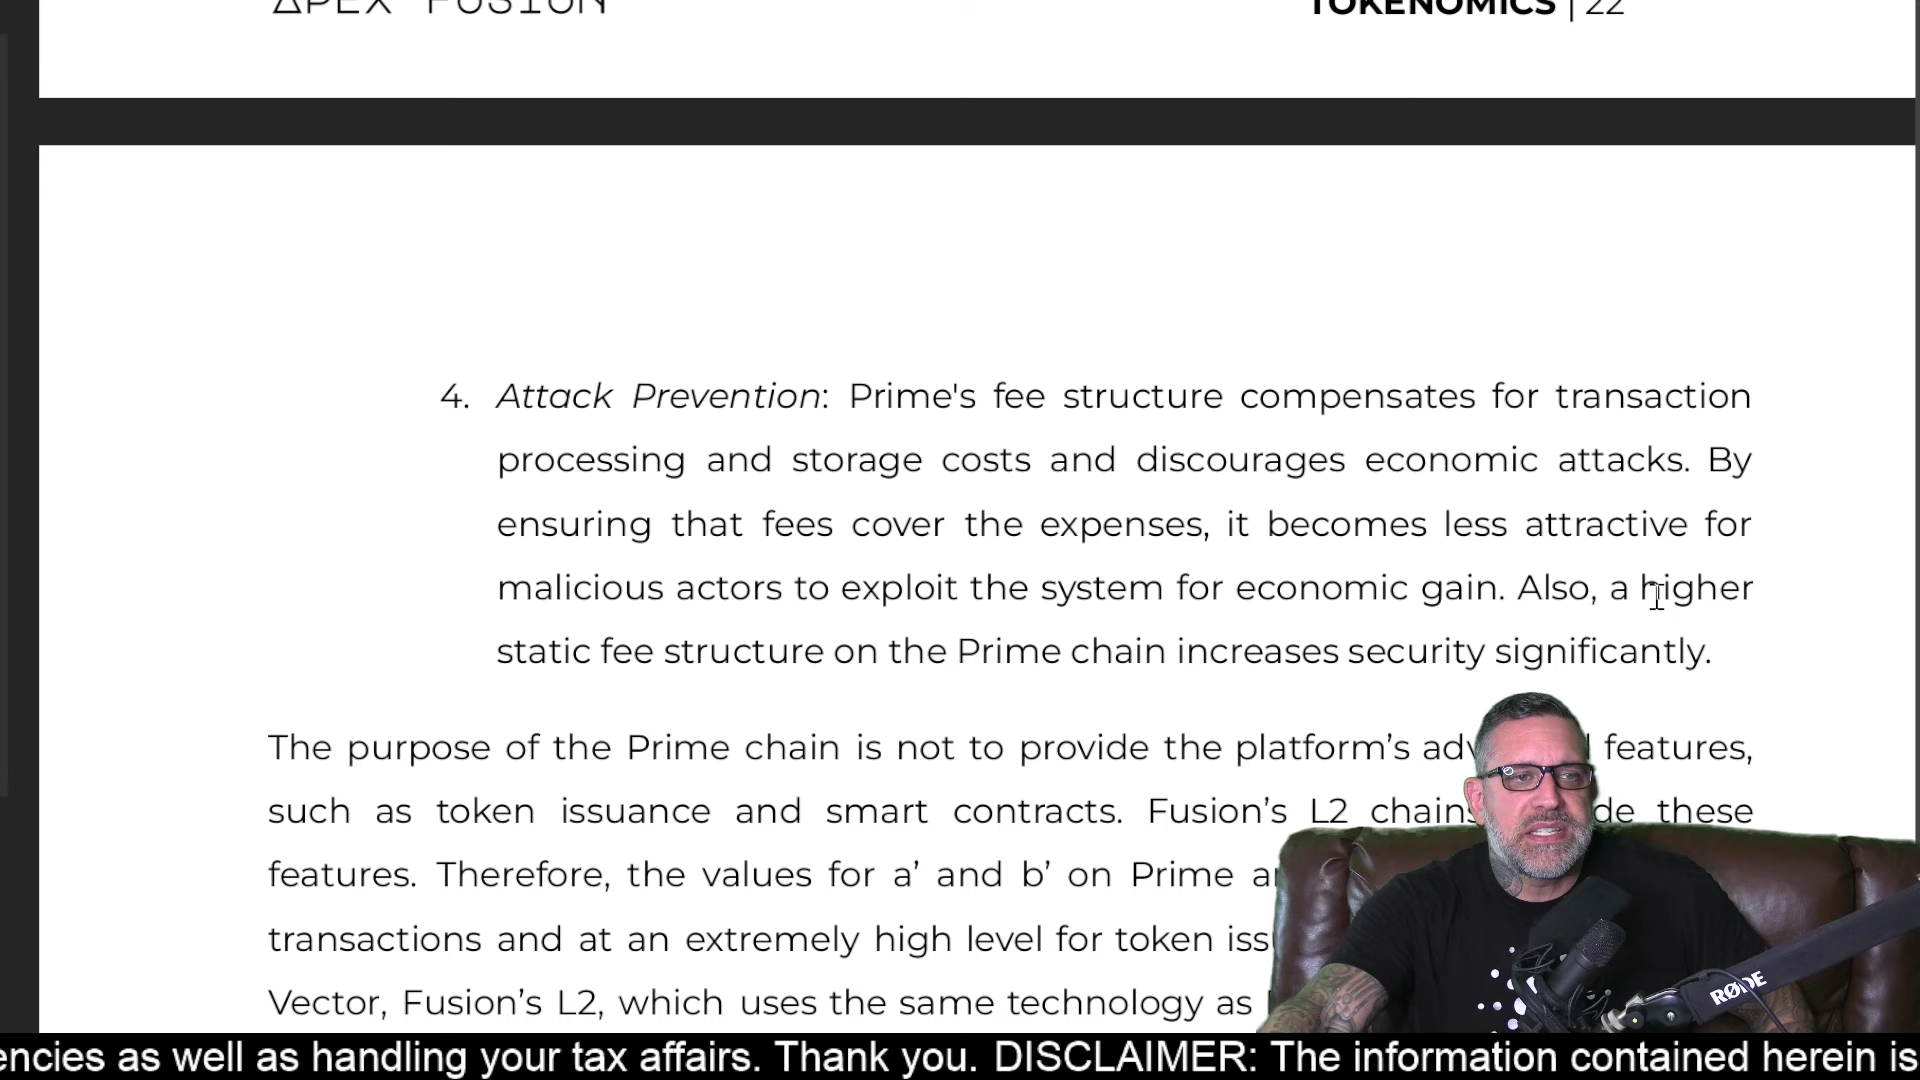 APEX FUSION
TOKENOMICS | 22
4. Attack Prevention: Prime's fee structure compensates for transaction
processing and storage costs and discourages economic attacks. By
ensuring that fees cover the expenses, it becomes less attractive for
malicious actors to exploit the system for economic gain. Also, a higher
static fee structure on the Prime chain increases security significantly.
The purpose of the Prime chain is not to provide the platform’s features,
such as token issuance and smart contracts. Fusion’s L2 chains these
features. Therefore, the values for a’ and b’ on Prime
transactions and at an extremely high level for token
Vector, Fusion’s L2, which uses the same technology as
RØDE
as well as handling your tax affairs. Thank you. DISCLAIMER: The information contained herein is